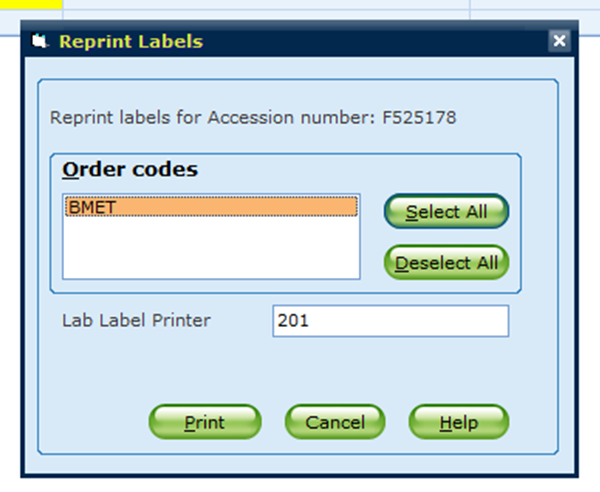 Reprint Labels
Reprint labels for Accession number: F525178
Order codes
BMET
Select All
Deselect All
Lab Label Printer 201
Print Cancel Help